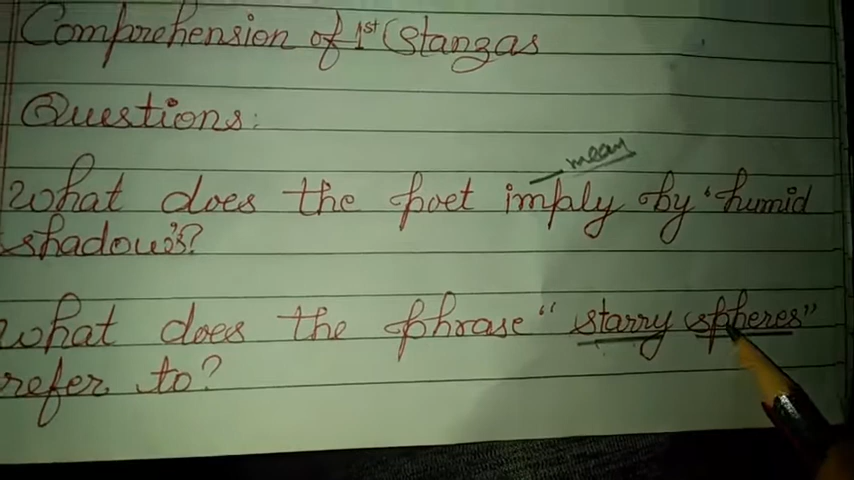 Comprehension of 1st Stanzas
Questions:
mean
What does the poet imply by "humid
shadows"?
What does the phrase "starry spheres"
refer to?